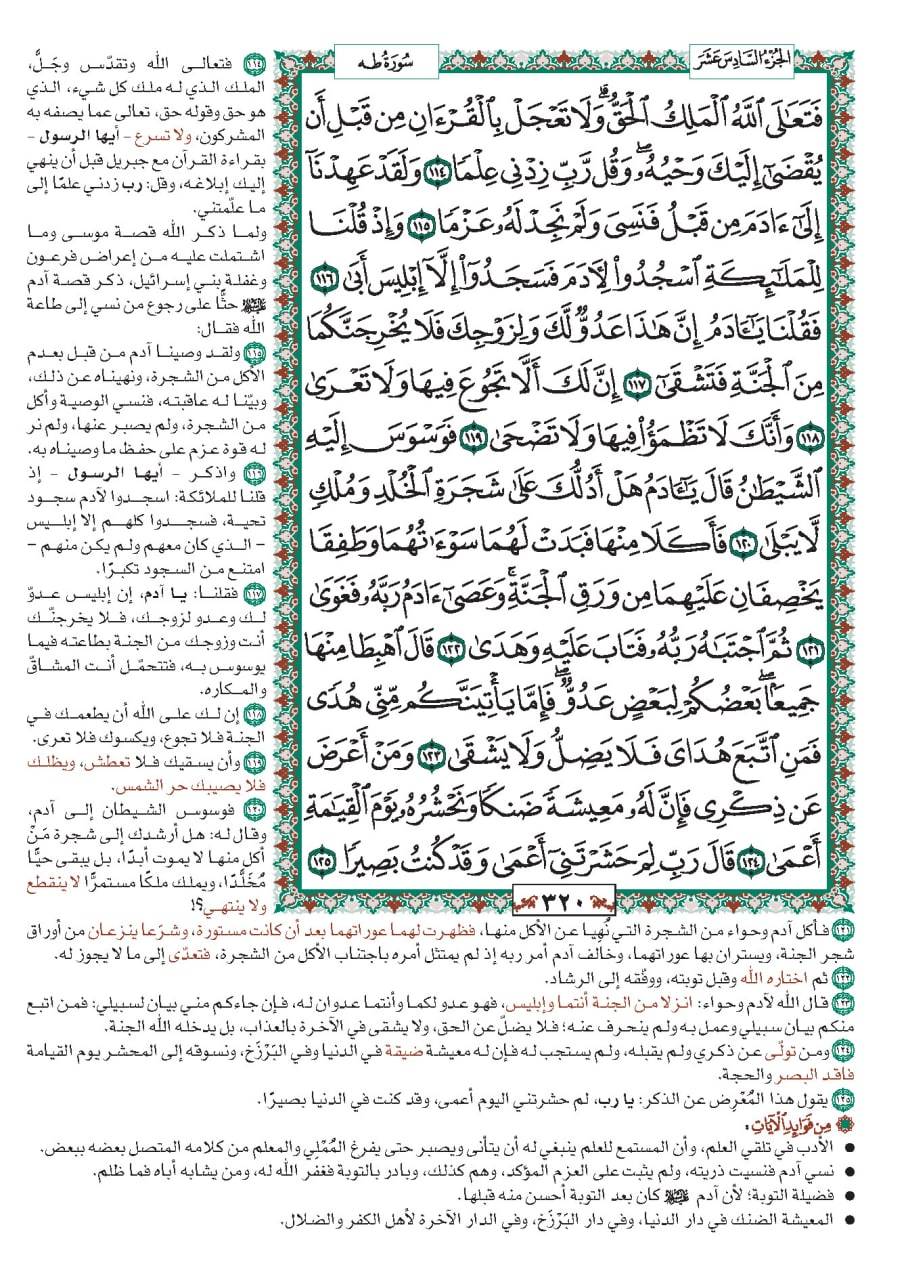 الجُزْءُ السَّادِسَ عَشَرَ
سُورَةُ طه
فَتَعَٰلَى ٱللَّهُ ٱلْمَلِكُ ٱلْحَقُّ ۗ وَلَا تَعْجَلْ بِٱلْقُرْءَانِ مِن قَبْلِ أَن
يُقْضَىٰٓ إِلَيْكَ وَحْيُهُۥ ۖ وَقُل رَّبِّ زِدْنِى عِلْمًا ١١٤ وَلَقَدْ عَهِدْنَآ
إِلَىٰٓ ءَادَمَ مِن قَبْلُ فَنَسِىَ وَلَمْ نَجِدْ لَهُۥ عَزْمًا ١١٥ وَإِذْ قُلْنَا
لِلْمَلَٰٓئِكَةِ ٱسْجُدُوا۟ لِءَادَمَ فَسَجَدُوٓا۟ إِلَّآ إِبْلِيسَ أَبَىٰ ١١٦
فَقُلْنَا يَٰٓـَٔادَمُ إِنَّ هَٰذَا عَدُوٌّ لَّكَ وَلِزَوْجِكَ فَلَا يُخْرِجَنَّكُمَا
مِنَ ٱلْجَنَّةِ فَتَشْقَىٰٓ ١١٧ إِنَّ لَكَ أَلَّا تَجُوعَ فِيهَا وَلَا تَعْرَىٰ
١١٨ وَأَنَّكَ لَا تَظْمَؤُا۟ فِيهَا وَلَا تَضْحَىٰ ١١٩ فَوَسْوَسَ إِلَيْهِ
ٱلشَّيْطَٰنُ قَالَ يَٰٓـَٔادَمُ هَلْ أَدُلُّكَ عَلَىٰ شَجَرَةِ ٱلْخُلْدِ وَمُلْكٍ
لَّا يَبْلَىٰ ١٢٠ فَأَكَلَا مِنْهَا فَبَدَتْ لَهُمَا سَوْءَٰتُهُمَا وَطَفِقَا
يَخْصِفَانِ عَلَيْهِمَا مِن وَرَقِ ٱلْجَنَّةِ ۚ وَعَصَىٰٓ ءَادَمُ رَبَّهُۥ فَغَوَىٰ
١٢١ ثُمَّ ٱجْتَبَٰهُ رَبُّهُۥ فَتَابَ عَلَيْهِ وَهَدَىٰ ١٢٢ قَالَ ٱهْبِطَا مِنْهَا
جَمِيعًۢا ۖ بَعْضُكُمْ لِبَعْضٍ عَدُوٌّ ۖ فَإِمَّا يَأْتِيَنَّكُم مِّنِّى هُدًى
فَمَنِ ٱتَّبَعَ هُدَاىَ فَلَا يَضِلُّ وَلَا يَشْقَىٰ ١٢٣ وَمَنْ أَعْرَضَ
عَن ذِكْرِى فَإِنَّ لَهُۥ مَعِيشَةً ضَنكًا وَنَحْشُرُهُۥ يَوْمَ ٱلْقِيَٰمَةِ
أَعْمَىٰ ١٢٤ قَالَ رَبِّ لِمَ حَشَرْتَنِىٓ أَعْمَىٰ وَقَدْ كُنتُ بَصِيرًا ١٢٥
٣٢٠
١١٤ فتعالى الله وتقدّس وجَلَّ،
الملك الذي له ملك كل شيء، الذي
هو حق وقوله حق، تعالى عما يصفه به
المشركون، ولا تسرع - أيها الرسول -
بقراءة القرآن مع جبريل قبل أن ينهي
إليك إبلاغه، وقل: رب زدني علمًا إلى
ما علّمتني.
ولما ذكر الله قصة موسى وما
اشتملت عليه من إعراض فرعون
وغفلة بني إسرائيل، ذكر قصة آدم
ﷺ حثًّا على رجوع من نسي إلى طاعة
الله فقال:
١١٥ ولقد وصينا آدم من قبل بعدم
الأكل من الشجرة، ونهيناه عن ذلك،
وبيّنا له عاقبته، فنسي الوصية وأكل
من الشجرة، ولم يصبر عنها، ولم نر
له قوة عزم على حفظ ما وصيناه به.
١١٦ واذكر - أيها الرسول - إذ
قلنا للملائكة: اسجدوا لآدم سجود
تحية، فسجدوا كلهم إلا إبليس
- الذي كان معهم ولم يكن منهم -
امتنع من السجود تكبرًا.
١١٧ فقلنا: يا آدم، إن إبليس عدوّ
لك وعدو لزوجك، فلا يخرجنّك
أنت وزوجك من الجنة بطاعته فيما
يوسوس به، فتتحمّل أنت المشاقّ
والمكاره.
١١٨ إن لك على الله أن يطعمك في
الجنة فلا تجوع، ويكسوك فلا تعرى.
١١٩ وأن يسقيك فلا تعطش، ويظلك
فلا يصيبك حر الشمس.
١٢٠ فوسوس الشيطان إلى آدم،
وقال له: هل أرشدك إلى شجرة مَنْ
أكل منها لا يموت أبدًا، بل يبقى حيًّا
مُخَلَّدًا، ويملك ملكًا مستمرًّا لا ينقطع
ولا ينتهي؟!
١٢١ فأكل آدم وحواء من الشجرة التي نُهِيا عن الأكل منها، فظهرت لهما عوراتهما بعد أن كانت مستورة، وشرَعا ينزعان من أوراق
شجر الجنة، ويستران بها عوراتهما، وخالف آدم أمر ربه إذ لم يمتثل أمره باجتناب الأكل من الشجرة، فتعدّى إلى ما لا يجوز له.
١٢٢ ثم اختاره الله وقبل توبته، ووفّقه إلى الرشاد.
١٢٣ قال الله لآدم وحواء: انزلا من الجنة أنتما وإبليس، فهو عدو لكما وأنتما عدوان له، فإن جاءكم مني بيان لسبيلي: فمن اتبع
منكم بيان سبيلي وعمل به ولم ينحرف عنه؛ فلا يضلّ عن الحق، ولا يشقى في الآخرة بالعذاب، بل يدخله الله الجنة.
١٢٤ ومن تولّى عن ذكري ولم يقبله، ولم يستجب له فإن له معيشة ضيقة في الدنيا وفي البَرْزَخ، ونسوقه إلى المحشر يوم القيامة
فاقد البصر والحجة.
١٢٥ يقول هذا المُعْرِض عن الذكر: يا رب، لم حشرتني اليوم أعمى، وقد كنت في الدنيا بصيرًا.
مِن فَوَائِدِ الآيَاتِ:
• الأدب في تلقي العلم، وأن المستمع للعلم ينبغي له أن يتأنى ويصبر حتى يفرغ المُمْلِي والمعلم من كلامه المتصل بعضه ببعض.
• نسي آدم فنسيت ذريته، ولم يثبت على العزم المؤكد، وهم كذلك، وبادر بالتوبة فغفر الله له، ومن يشابه أباه فما ظلم.
• فضيلة التوبة؛ لأن آدم ﷺ كان بعد التوبة أحسن منه قبلها.
• المعيشة الضنك في دار الدنيا، وفي دار البَرْزَخ، وفي الدار الآخرة لأهل الكفر والضلال.